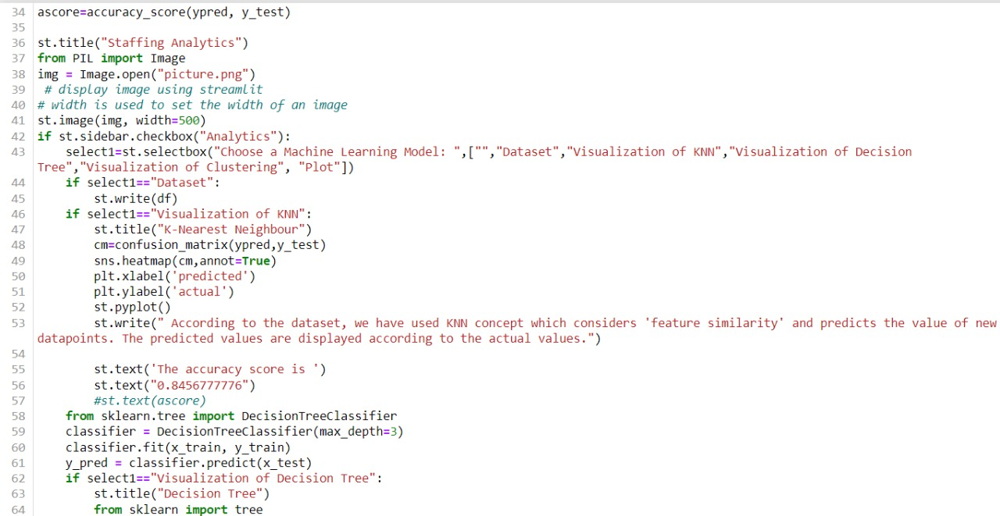 34 ascore=accuracy_score(ypred, y_test)
35
36 st.title("Staffing Analytics")
37 from PIL import Image
38 img = Image.open("picture.png")
39  # display image using streamlit
40 # width is used to set the width of an image
41 st.image(img, width=500)
42 if st.sidebar.checkbox("Analytics"):
43     select1=st.selectbox("Choose a Machine Learning Model: ",["","Dataset","Visualization of KNN","Visualization of Decision
Tree","Visualization of Clustering", "Plot"])
44     if select1=="Dataset":
45         st.write(df)
46     if select1=="Visualization of KNN":
47         st.title("K-Nearest Neighbour")
48         cm=confusion_matrix(ypred,y_test)
49         sns.heatmap(cm,annot=True)
50         plt.xlabel('predicted')
51         plt.ylabel('actual')
52         st.pyplot()
53         st.write(" According to the dataset, we have used KNN concept which considers 'feature similarity' and predicts the value of new
datapoints. The predicted values are displayed according to the actual values.")
54
55         st.text('The accuracy score is ')
56         st.text("0.8456777776")
57         #st.text(ascore)
58     from sklearn.tree import DecisionTreeClassifier
59     classifier = DecisionTreeClassifier(max_depth=3)
60     classifier.fit(x_train, y_train)
61     y_pred = classifier.predict(x_test)
62     if select1=="Visualization of Decision Tree":
63         st.title("Decision Tree")
64         from sklearn import tree